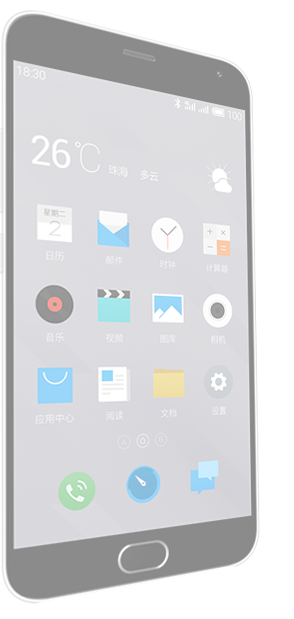 18:30
100
26°C 珠海 多云
星期二
2
日历 邮件 时钟 计算器
音乐 视频 图库 相机
应用中心 阅读 文档 设置